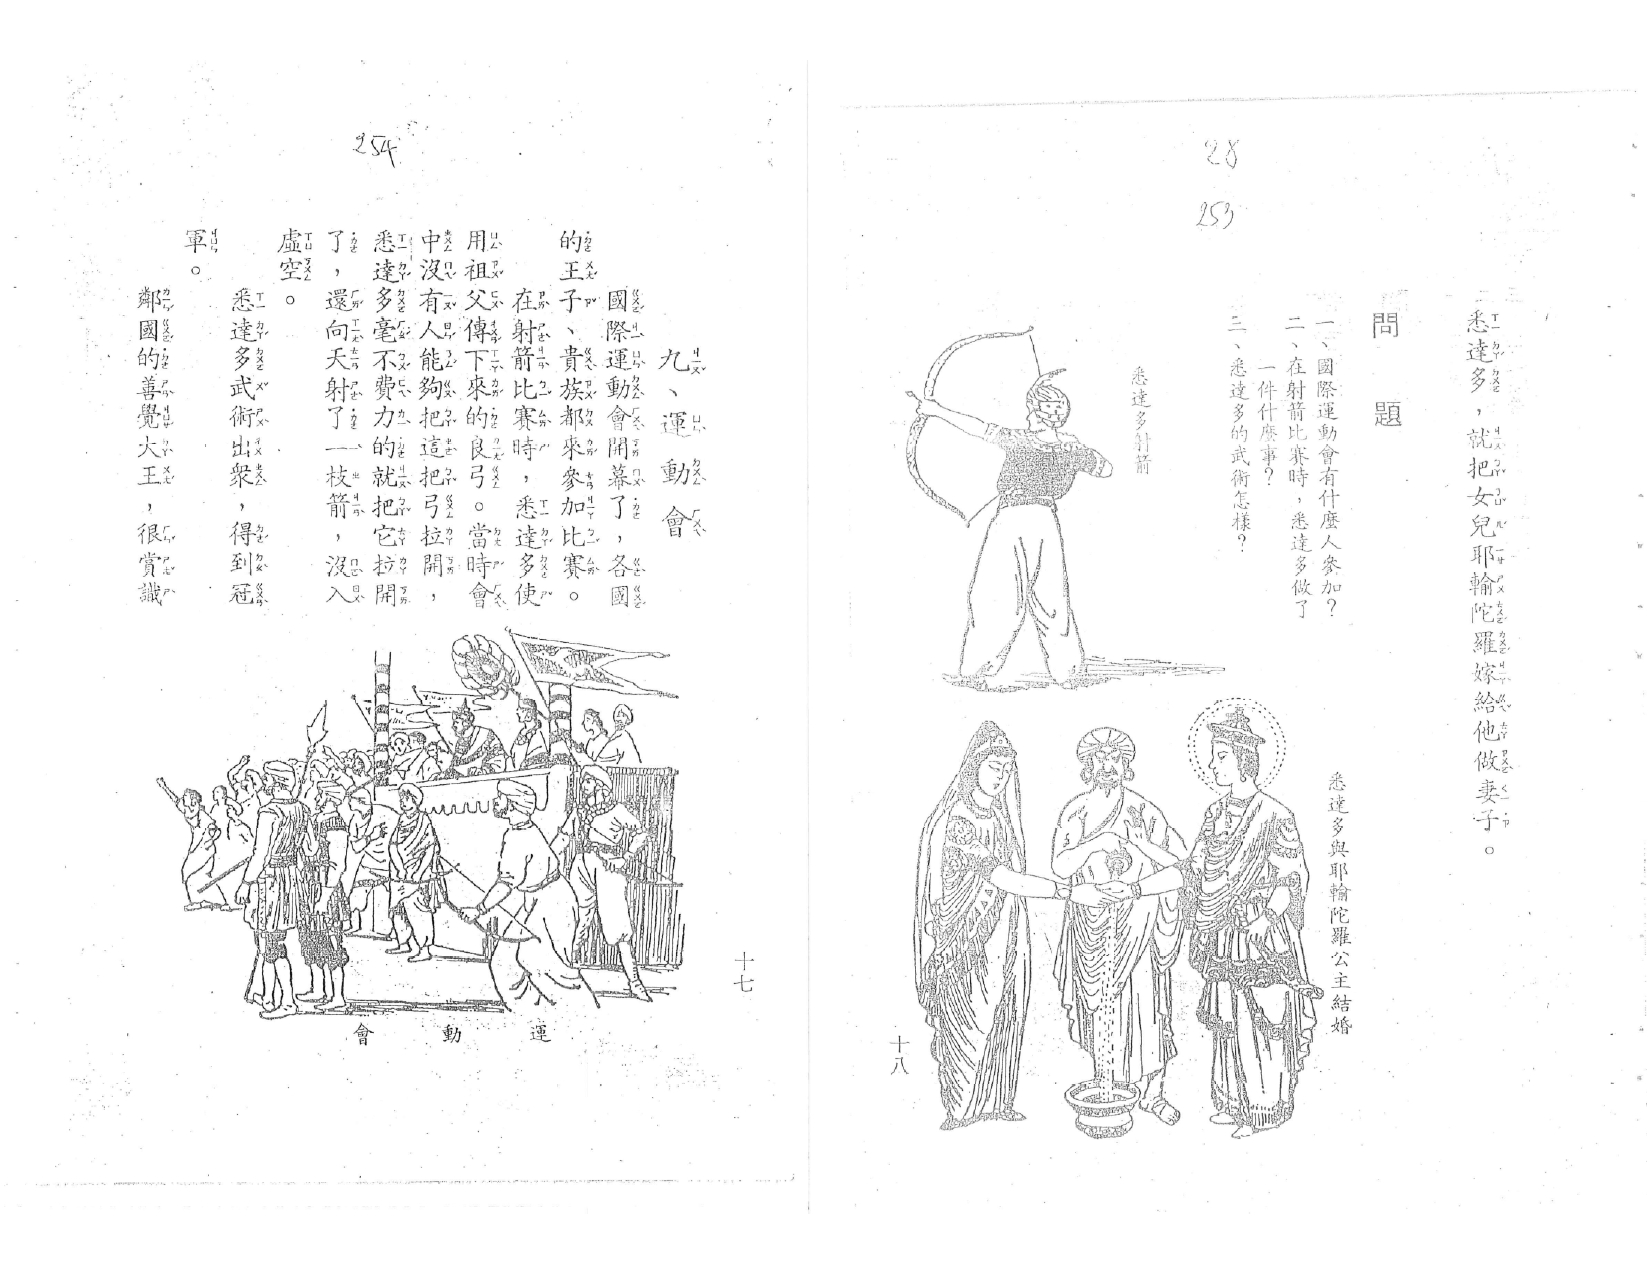 254
九、運動會
國際運動會開幕了，各國
的王子、貴族都來參加比賽。
在射箭比賽時，悉達多使
用祖父傳下來的良弓。當時會
中沒有人能夠把這把弓拉開，
悉達多毫不費力的就把它拉開
了，還向天射了一枝箭，沒入
虛空。
悉達多武術出衆，得到冠
軍。
鄰國的善覺大王，很賞識
運動會
十七
28
253
悉達多，就把女兒耶輸陀羅嫁給他做妻子。
問題
一、國際運動會有什麼人參加？
二、在射箭比賽時，悉達多做了
一件什麼事？
三、悉達多的武術怎樣？
悉達多射箭
悉達多與耶輸陀羅公主結婚
十八